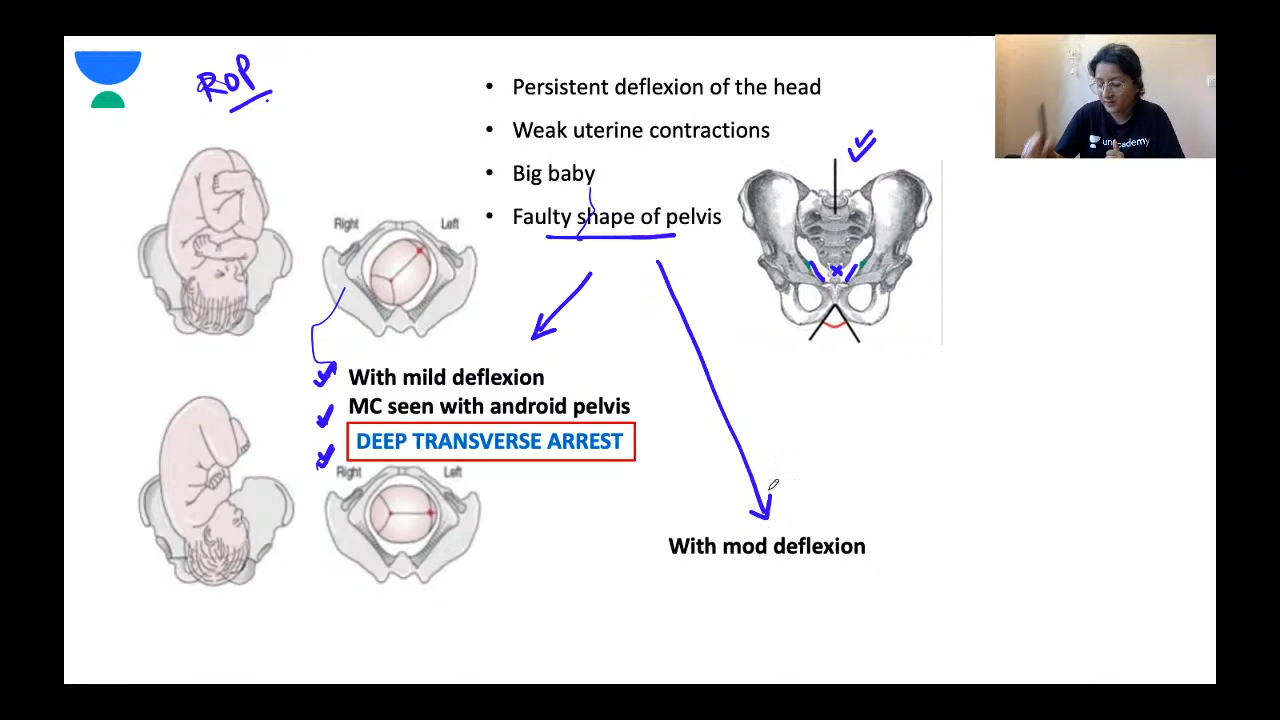 ROP
• Persistent deflexion of the head
• Weak uterine contractions
• Big baby
• Faulty shape of pelvis
Right Left
With mild deflexion
MC seen with android pelvis
DEEP TRANSVERSE ARREST
Right Left
With mod deflexion